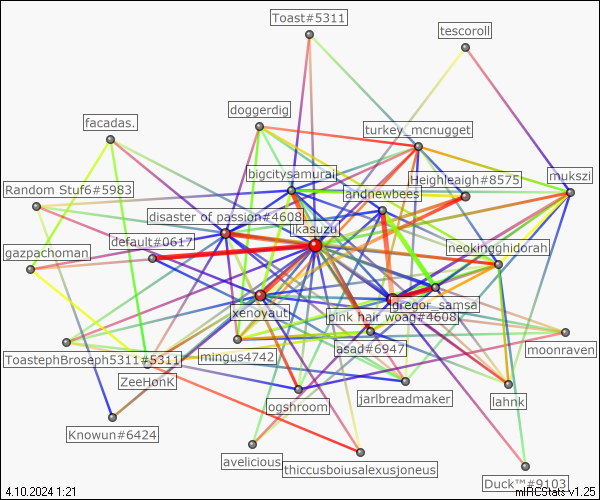 Toast#5311
tescoroll
doggerdig
facadas.
turkey_mcnugget
bigcitysamurai
Heighleaigh#8575
mukszi
Random Stuf6#5983
andnewbees
disaster of passion#4608
jkasuzu
default#0617
neokingghidorah
gazpachoman
gregor_samsa
xenoyaut
pink hair woag#4608
asad#6947
moonraven
ToastephBroseph5311#5311
mingus4742
ZeeHonk
jarlbreadmaker
lahnk
ogshroom
Knowun#6424
avelicious
thiccusboiusalexusjoneus
Duck™#9103
4.10.2024 1:21
mIRCStats v1.25